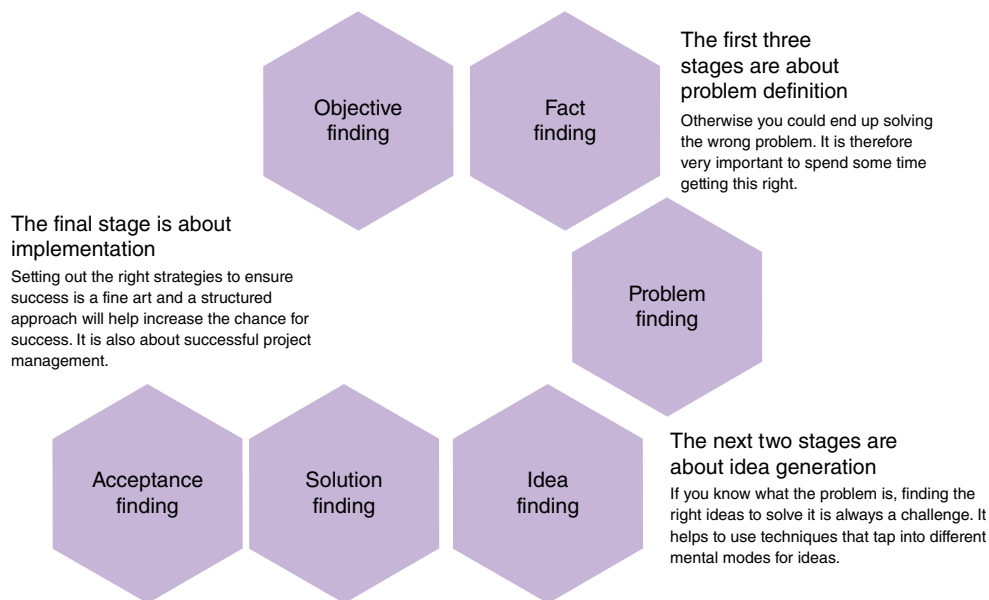 Objective
finding
Fact
finding
The first three
stages are about
problem definition
Otherwise you could end up solving
the wrong problem. It is therefore
very important to spend some time
getting this right.
Problem
finding
The next two stages are
about idea generation
If you know what the problem is, finding the
right ideas to solve it is always a challenge. It
helps to use techniques that tap into different
mental modes for ideas.
Idea
finding
Solution
finding
Acceptance
finding
The final stage is about
implementation
Setting out the right strategies to ensure
success is a fine art and a structured
approach will help increase the chance for
success. It is also about successful project
management.